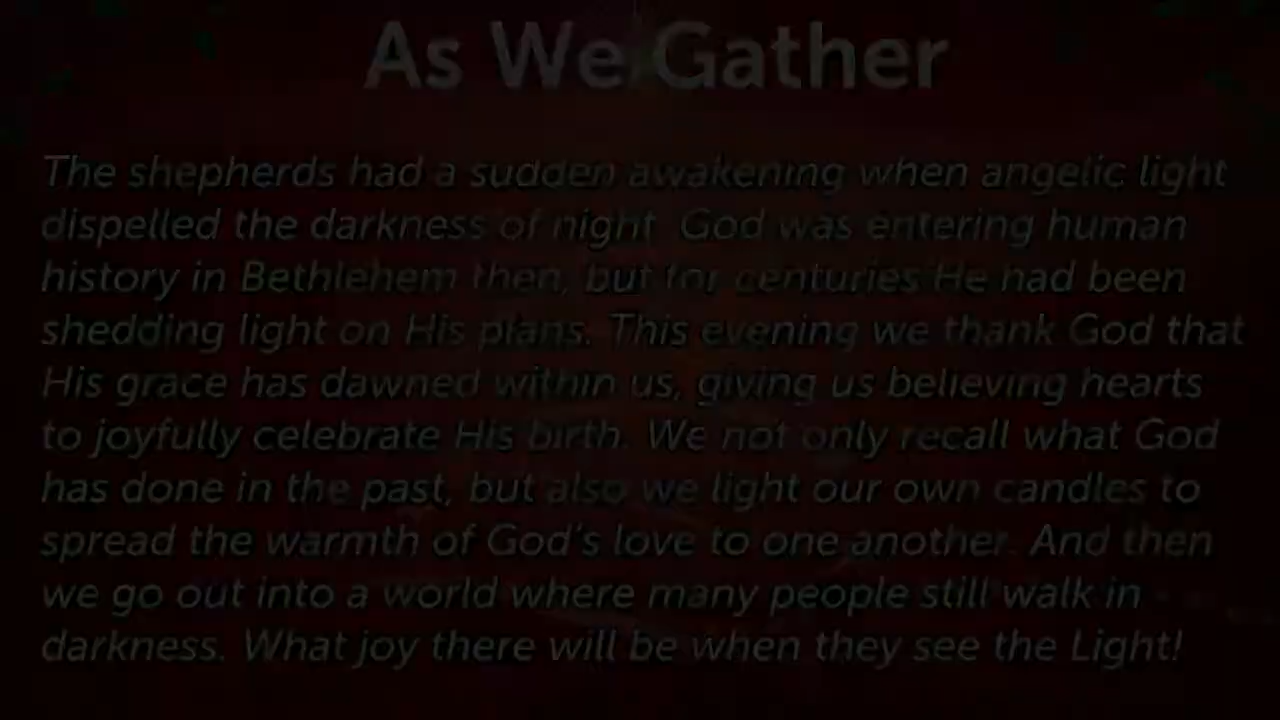 As We Gather
The shepherds had a sudden awakening when angelic light
dispelled the darkness of night. God was entering human
history in Bethlehem then, but for centuries He had been
shedding light on His plans. This evening we thank God that
His grace has dawned within us, giving us believing hearts
to joyfully celebrate His birth. We not only recall what God
has done in the past, but also we light our own candles to
spread the warmth of God's love to one another. And then
we go out into a world where many people still walk in
darkness. What joy there will be when they see the Light!